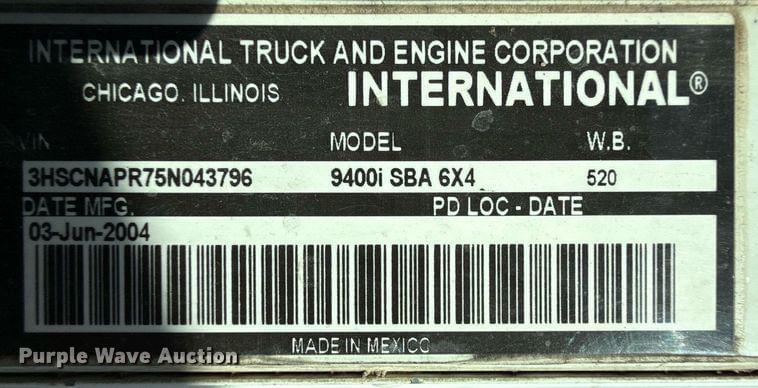 INTERNATIONAL TRUCK AND ENGINE CORPORATION
CHICAGO, ILLINOIS INTERNATIONAL®
VIN MODEL W.B.
3HSCNAPR75N043796 9400i SBA 6X4 520
DATE MFG. PD LOC - DATE
03-Jun-2004
MADE IN MEXICO
Purple Wave Auction